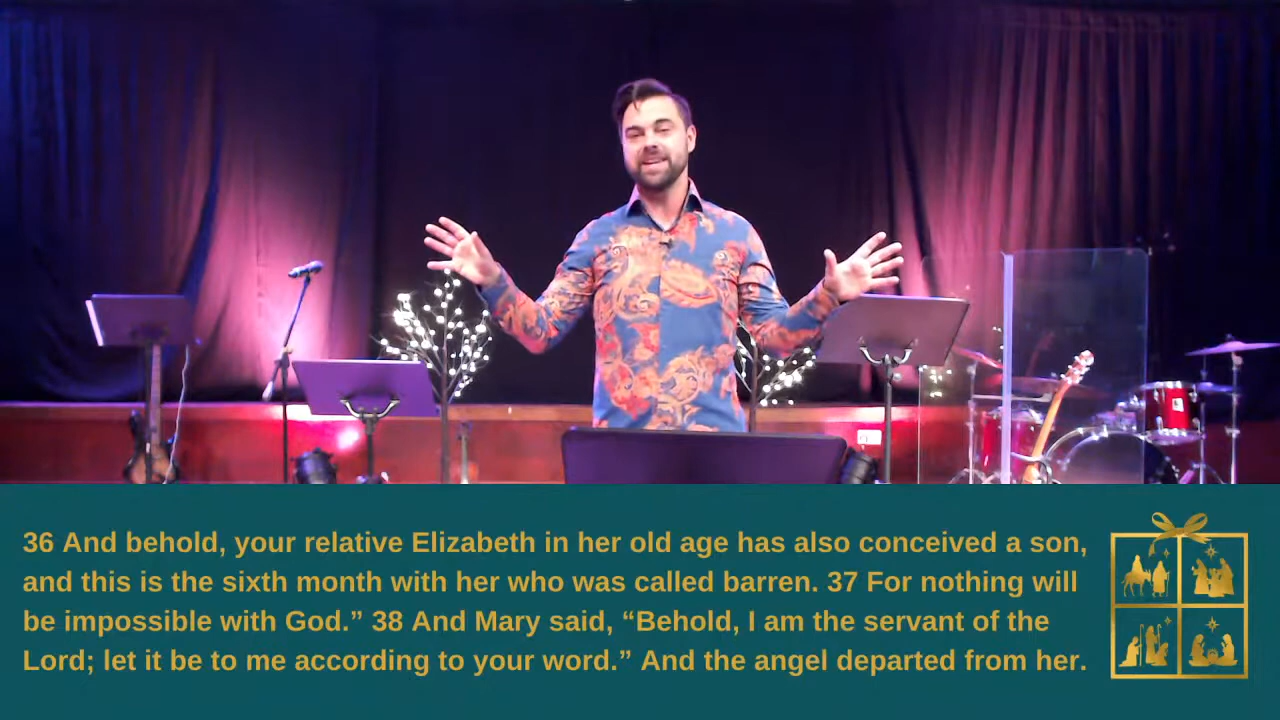 36 And behold, your relative Elizabeth in her old age has also conceived a son,
and this is the sixth month with her who was called barren. 37 For nothing will
be impossible with God.” 38 And Mary said, “Behold, I am the servant of the
Lord; let it be to me according to your word.” And the angel departed from her.